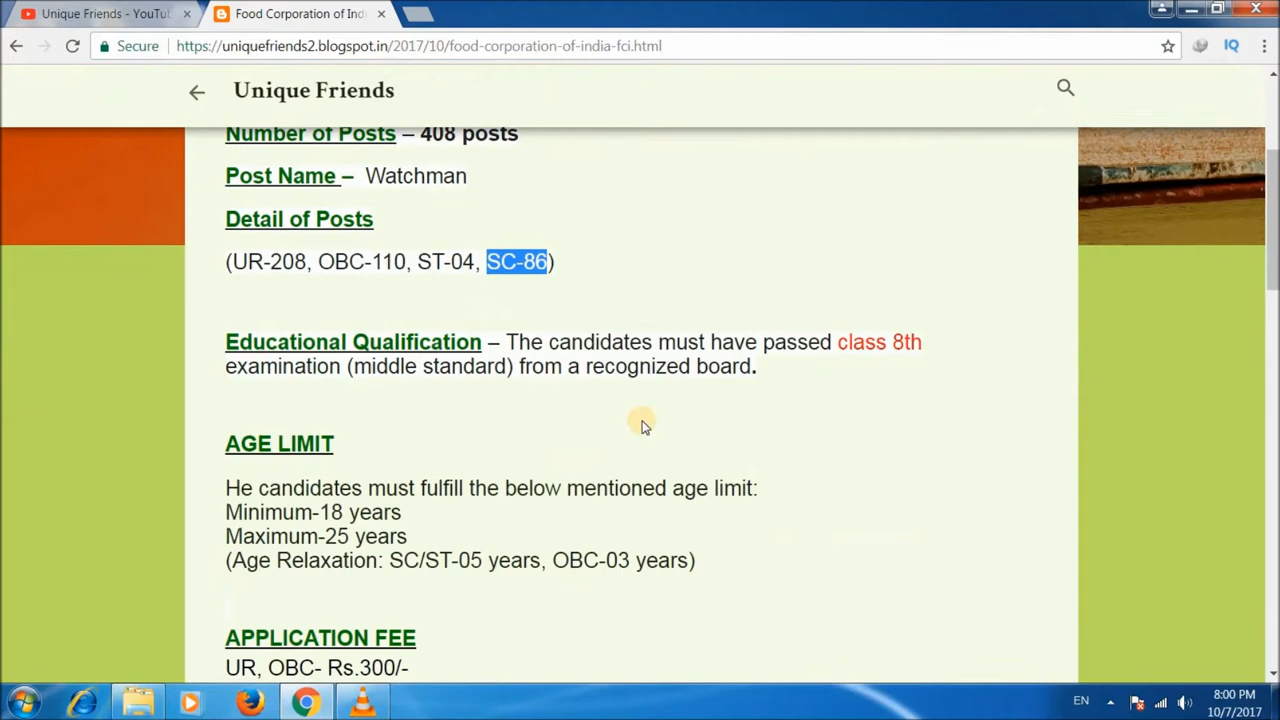 Unique Friends - YouTub
Food Corporation of Indi
Secure
https://uniquefriends2.blogspot.in/2017/10/food-corporation-of-india-fci.html
IQ
Unique Friends
Number of Posts – 408 posts
Post Name – Watchman
Detail of Posts
(UR-208, OBC-110, ST-04, SC-86)
Educational Qualification – The candidates must have passed class 8th
examination (middle standard) from a recognized board.
AGE LIMIT
He candidates must fulfill the below mentioned age limit:
Minimum-18 years
Maximum-25 years
(Age Relaxation: SC/ST-05 years, OBC-03 years)
APPLICATION FEE
UR, OBC- Rs.300/-
EN
8:00 PM
10/7/2017